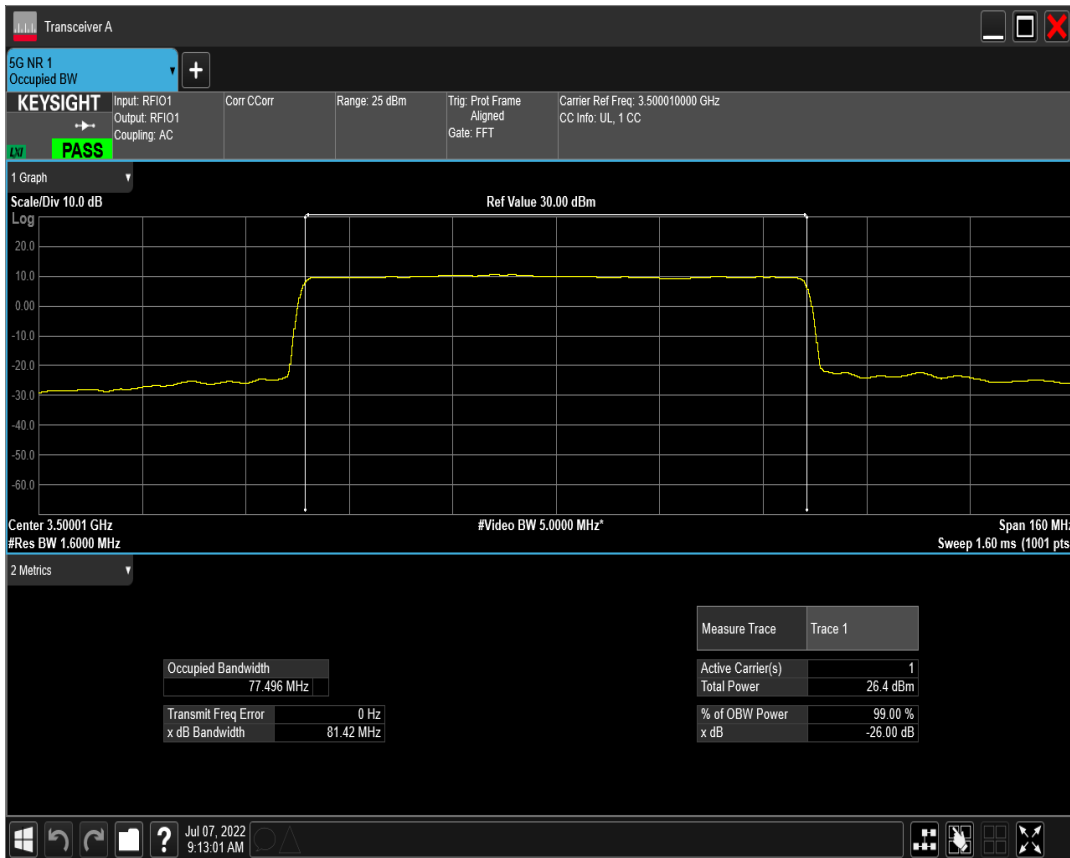 Transceiver A
5G NR 1
Occupied BW
+
KEYSIGHT
LXI
PASS
Input: RFIO1
Output: RFIO1
Coupling: AC
Corr CCorr
Range: 25 dBm
Trig: Prot Frame
Aligned
Gate: FFT
Carrier Ref Freq: 3.500010000 GHz
CC Info: UL, 1 CC
1 Graph
Scale/Div 10.0 dB
Ref Value 30.00 dBm
Log
20.0
10.0
0.00
-10.0
-20.0
-30.0
-40.0
-50.0
-60.0
Center 3.50001 GHz
#Video BW 5.0000 MHz*
Span 160 MHz
#Res BW 1.6000 MHz
Sweep 1.60 ms (1001 pts
2 Metrics
Measure Trace Trace 1
Occupied Bandwidth
77.496 MHz
Active Carrier(s) 1
Total Power 26.4 dBm
Transmit Freq Error 0 Hz
x dB Bandwidth 81.42 MHz
% of OBW Power 99.00 %
x dB -26.00 dB
?
Jul 07, 2022
9:13:01 AM